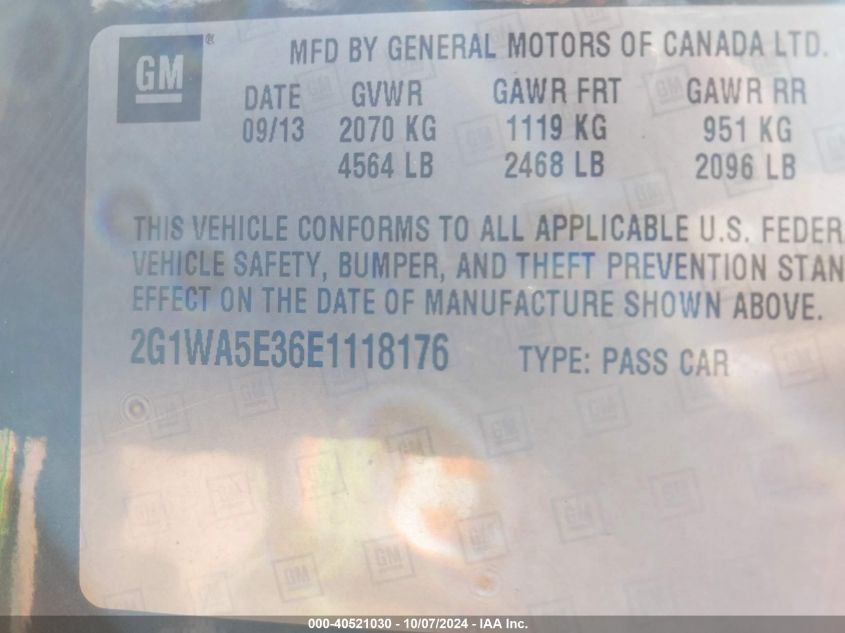 GM ® MFD BY GENERAL MOTORS OF CANADA LTD.
DATE GVWR GAWR FRT GAWR RR
09/13 2070 KG 1119 KG 951 KG
4564 LB 2468 LB 2096 LB
THIS VEHICLE CONFORMS TO ALL APPLICABLE U.S. FEDER
VEHICLE SAFETY, BUMPER, AND THEFT PREVENTION STAN
EFFECT ON THE DATE OF MANUFACTURE SHOWN ABOVE.
2G1WA5E36E1118176 TYPE: PASS CAR
000-40521030 - 10/07/2024 - IAA Inc.